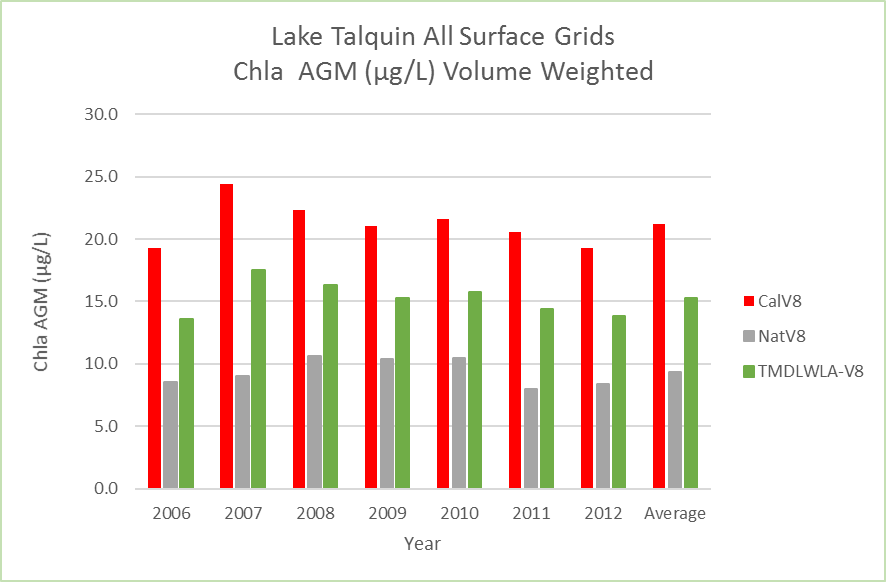 Lake Talquin All Surface Grids
Chla  AGM (µg/L) Volume Weighted
30.0
25.0
20.0
15.0
10.0
5.0
0.0
Chla AGM (µg/L)
2006 2007 2008 2009 2010 2011 2012 Average
Year
CalV8
NatV8
TMDLWLA-V8